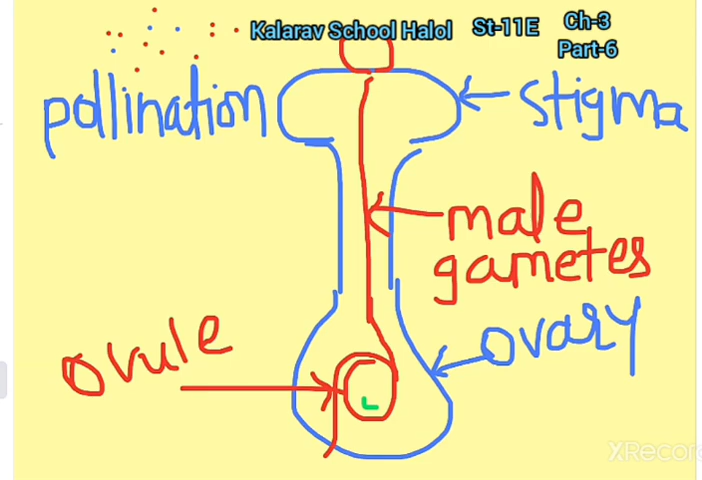 Kalarav School Halol St-11E Ch-3
Part-6
pollination
stigma
male
gametes
ovary
ovule
XRecor